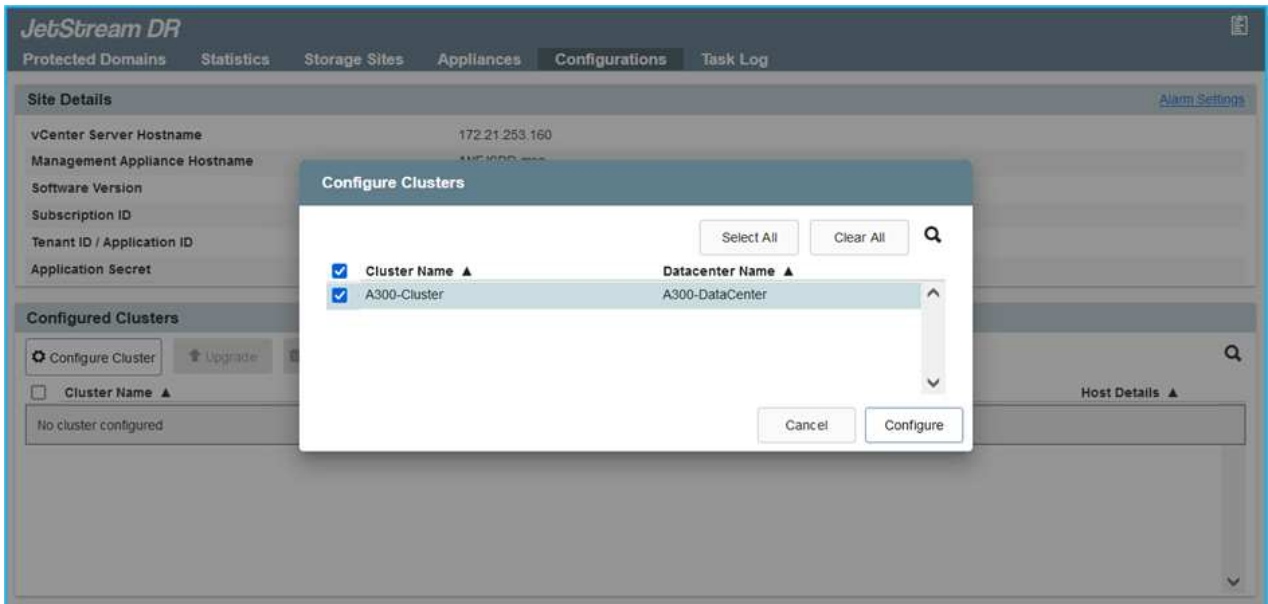 JetStream DR
Protected Domains Statistics Storage Sites Appliances Configurations Task Log
Site Details Alarm Settings
vCenter Server Hostname 172.21.253.160
Management Appliance Hostname
Software Version
Subscription ID
Tenant ID / Application ID
Application Secret
Configure Clusters
Select All Clear All
Cluster Name ▲ Datacenter Name ▲
A300-Cluster A300-DataCenter
Cancel Configure
Configured Clusters
Configure Cluster Upgrade
Cluster Name ▲ Host Details ▲
No cluster configured